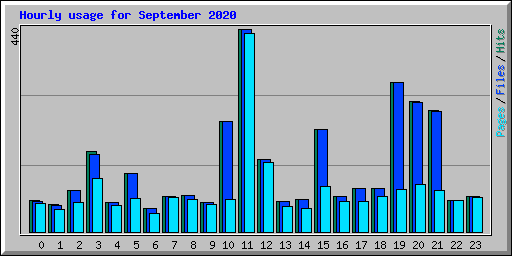 Hourly usage for September 2020
440
Pages/Files/Hits
0 1 2 3 4 5 6 7 8 9 10 11 12 13 14 15 16 17 18 19 20 21 22 23